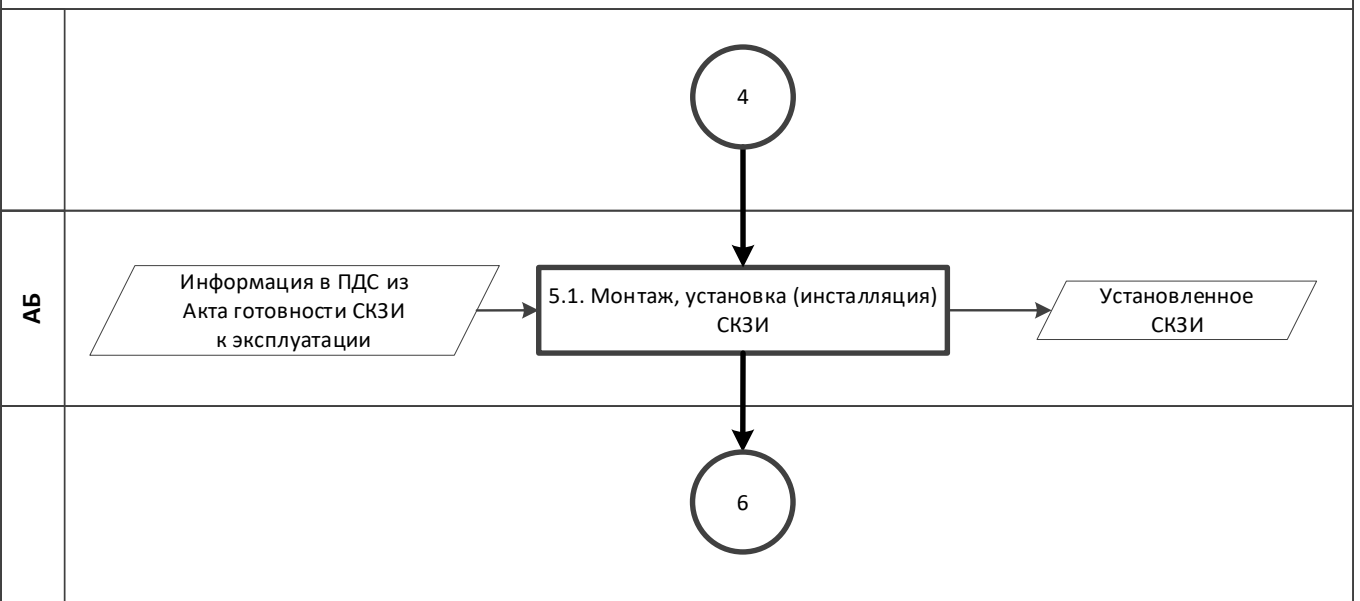 4
АБ
Информация в ПДС из
Акта готовности СКЗИ
к эксплуатации
5.1. Монтаж, установка (инсталляция)
СКЗИ
Установленное
СКЗИ
6